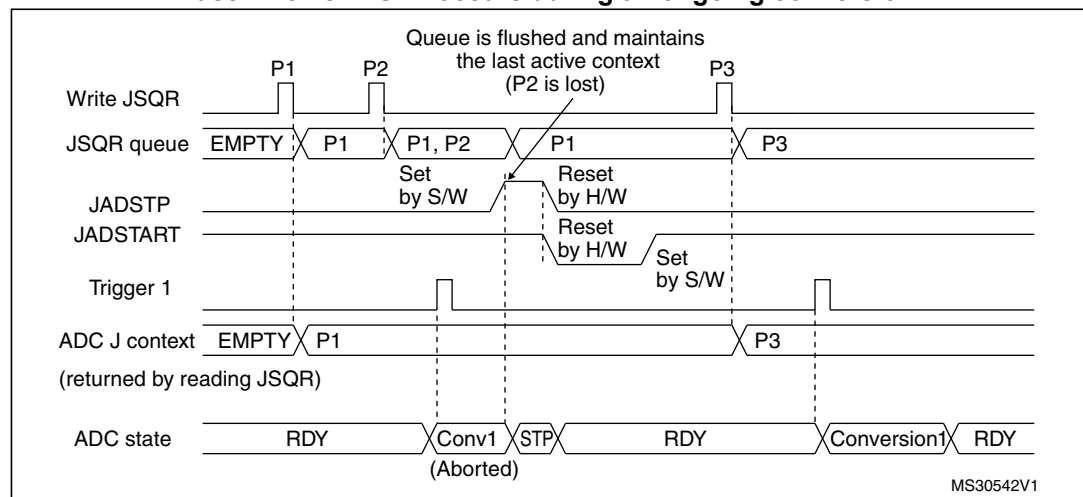 Queue is flushed and maintains
the last active context
(P2 is lost)
P1 P2 P3
Write JSQR
JSQR queue EMPTY P1 P1, P2 P1 P3
Set Reset
by S/W by H/W
JADSTP
Reset
JADSTART by H/W
Set
by S/W
Trigger 1
ADC J context EMPTY P1 P3
(returned by reading JSQR)
ADC state RDY Conv1 STP RDY Conversion1 RDY
(Aborted)
MS30542V1